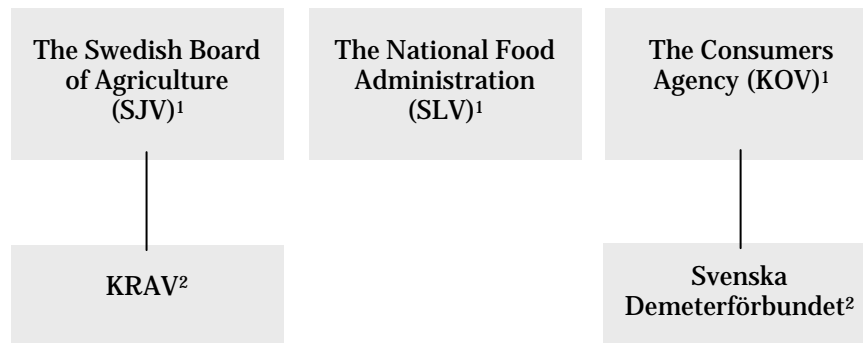 The Swedish Board
of Agriculture
(SJV)¹
The National Food
Administration
(SLV)¹
The Consumers
Agency (KOV)¹
KRAV²
Svenska
Demeterförbundet²